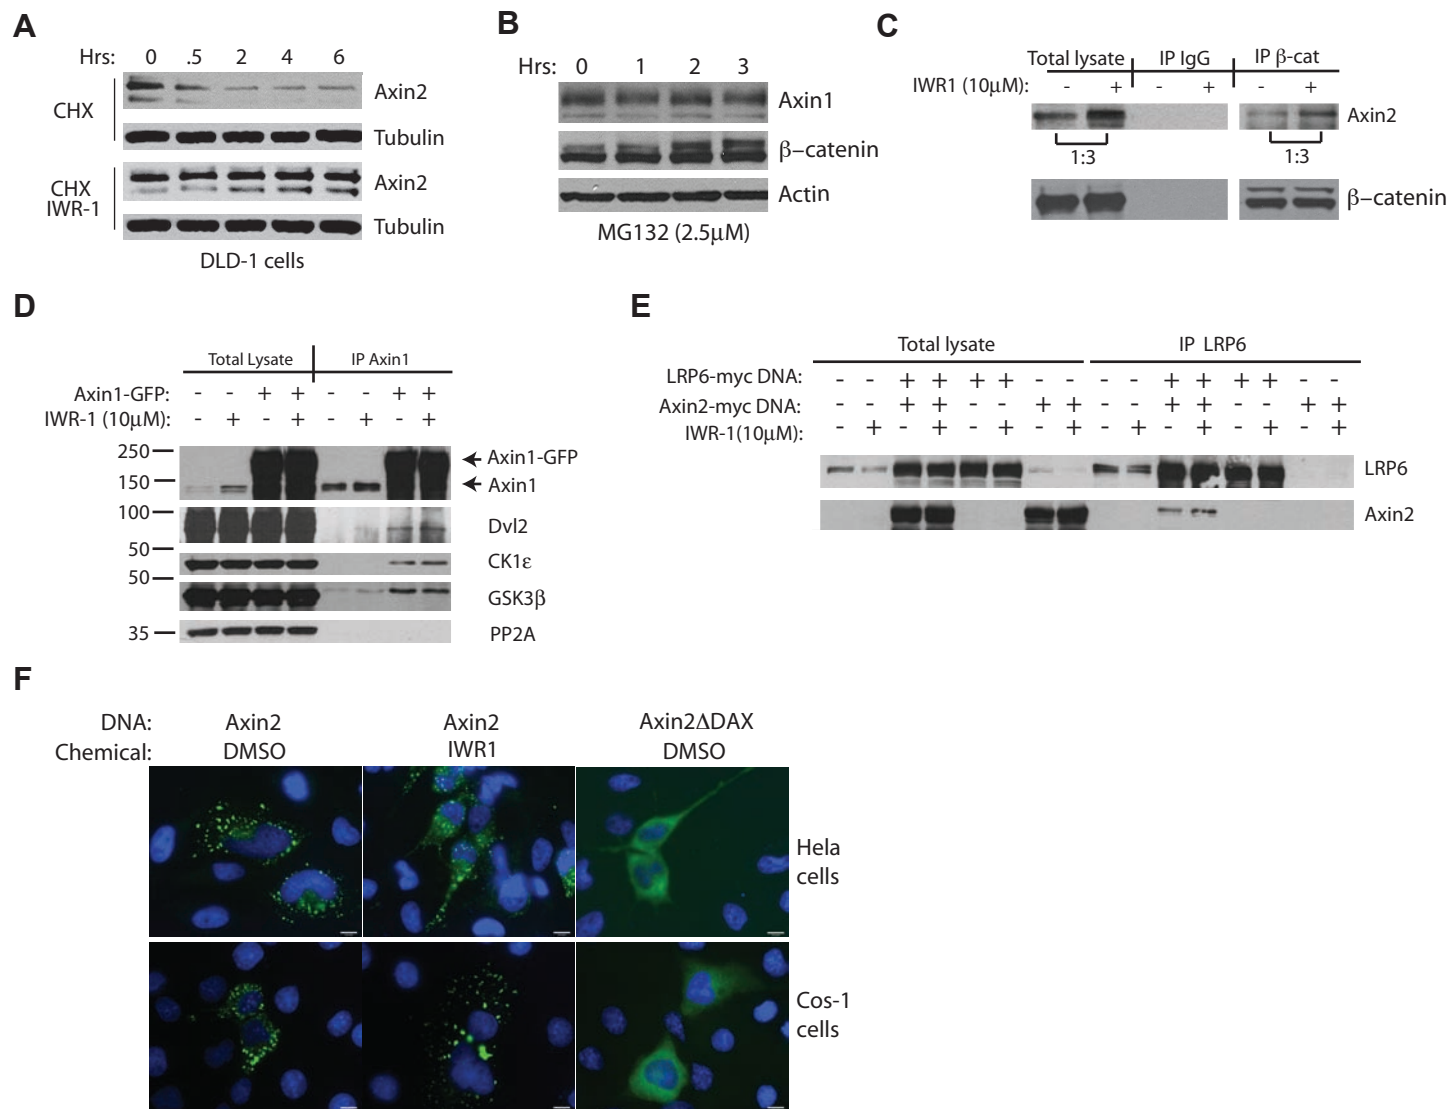 A
Hrs: 0 .5 2 4 6
CHX
Axin2
Tubulin
CHX
IWR-1
Axin2
Tubulin
DLD-1 cells
B
Hrs: 0 1 2 3
Axin1
β–catenin
Actin
MG132 (2.5μM)
C
Total lysate IP IgG IP β-cat
IWR1 (10μM): - + - + - +
Axin2
1:3 1:3
β–catenin
D
Total Lysate IP Axin1
Axin1-GFP: - - + + - - + +
IWR-1 (10μM): - + - + - + - +
250
Axin1-GFP
150
Axin1
100
Dvl2
50
CK1ε
50
GSK3β
35
PP2A
E
Total lysate IP LRP6
LRP6-myc DNA: - - + + + + - - - - + + + + - -
Axin2-myc DNA: - - + + - - + + - - + + - - + +
IWR-1(10μM): - + - + - + - + - + - + - + - +
LRP6
Axin2
F
DNA: Axin2 Axin2 Axin2ΔDAX
Chemical: DMSO IWR1 DMSO
Hela
cells
Cos-1
cells